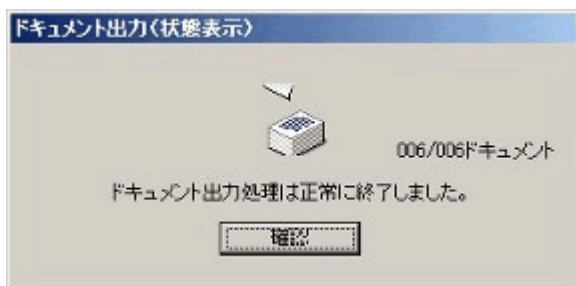 ドキュメント出力(状態表示)
006/006ドキュメント
ドキュメント出力処理は正常に終了しました。
確認